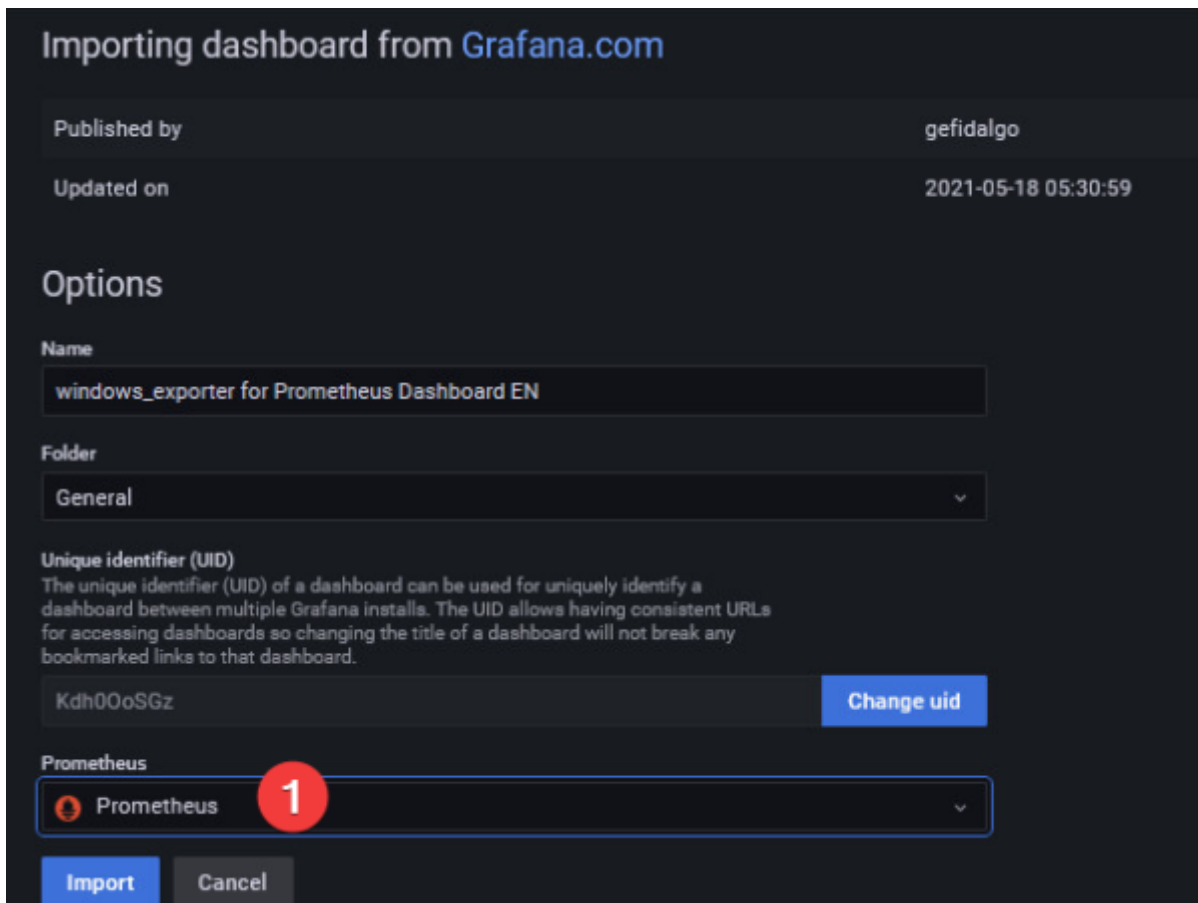 Importing dashboard from Grafana.com
Published by gefidalgo
Updated on 2021-05-18 05:30:59
Options
Name
windows_exporter for Prometheus Dashboard EN
Folder
General
Unique identifier (UID)
The unique identifier (UID) of a dashboard can be used for uniquely identify a
dashboard between multiple Grafana installs. The UID allows having consistent URLs
for accessing dashboards so changing the title of a dashboard will not break any
bookmarked links to that dashboard.
Kdh0OoSGz
Change uid
Prometheus
Prometheus 1
Import Cancel